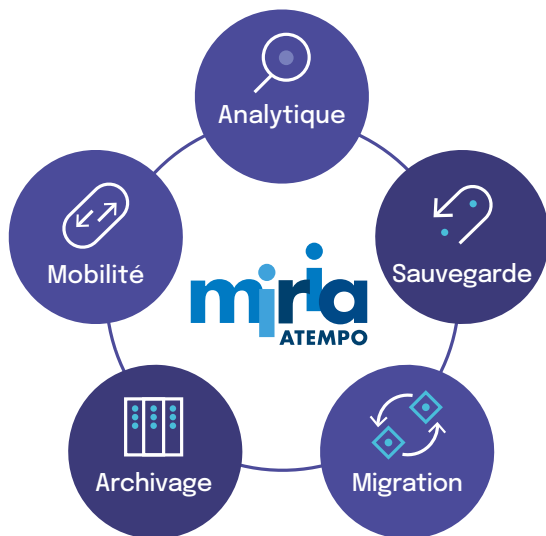 Analytique
Mobilité
Sauvegarde
miria
ATEMPO
Archivage
Migration